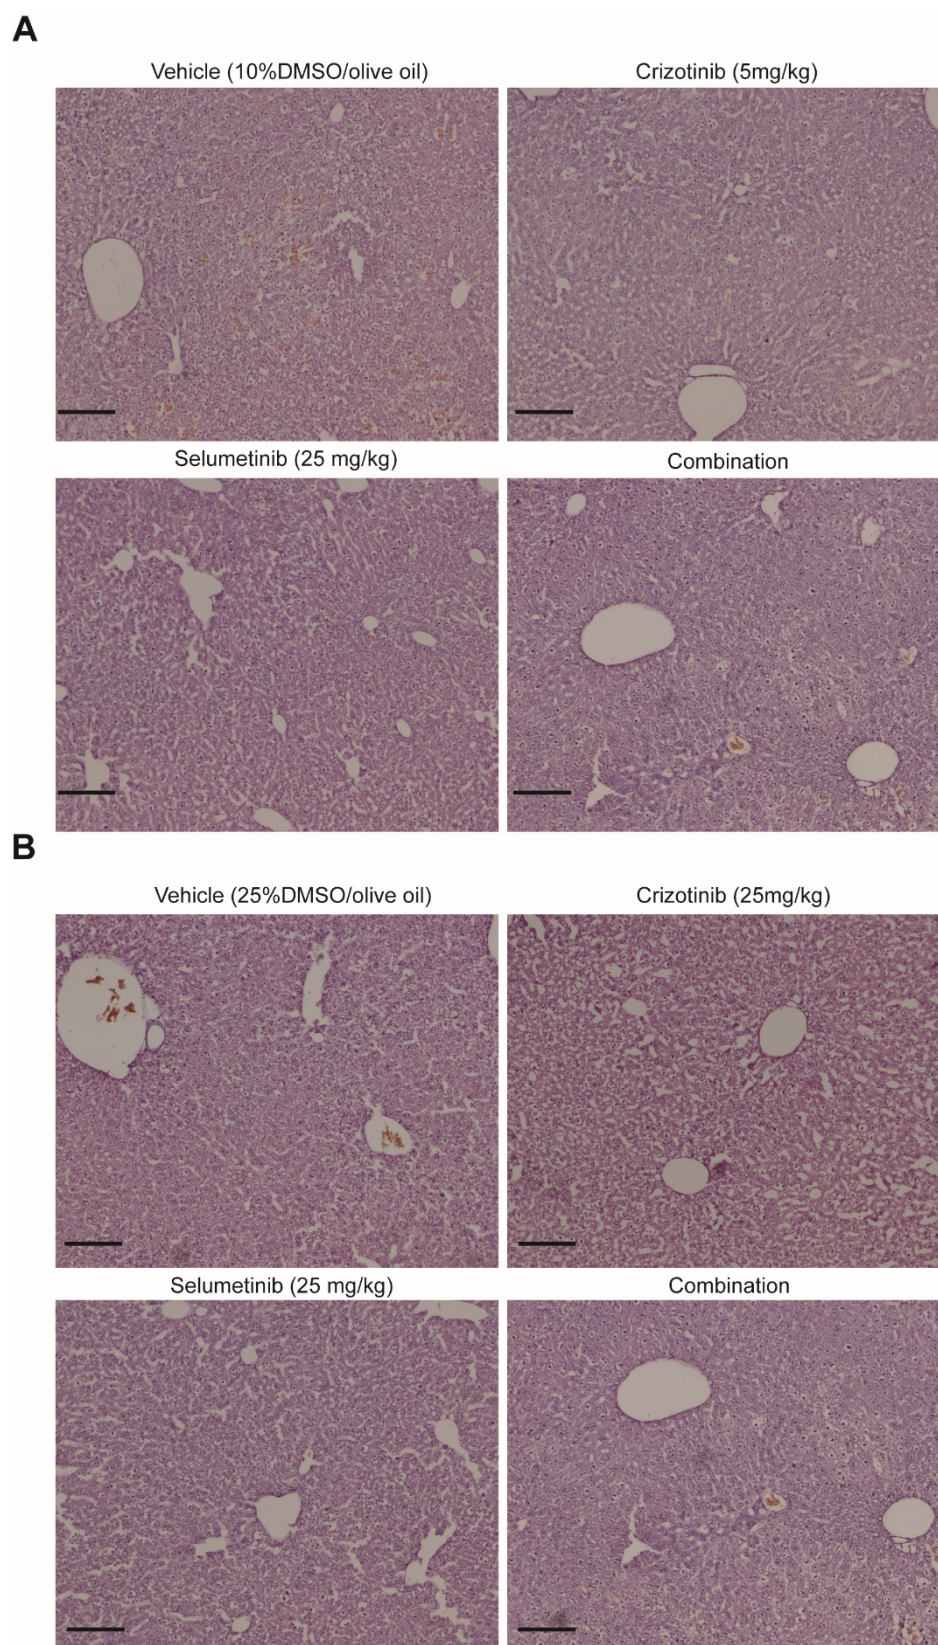 A
Vehicle (10%DMSO/olive oil)
Crizotinib (5mg/kg)
Selumetinib (25 mg/kg)
Combination
B
Vehicle (25%DMSO/olive oil)
Crizotinib (25mg/kg)
Selumetinib (25 mg/kg)
Combination